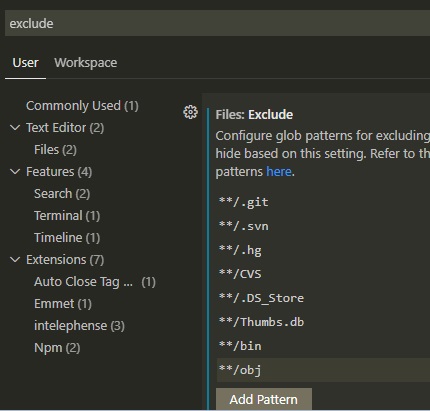 exclude
User Workspace
Commonly Used (1)
Text Editor (2)
Files (2)
Features (4)
Search (2)
Terminal (1)
Timeline (1)
Extensions (7)
Auto Close Tag ... (1)
Emmet (1)
intelephense (3)
Npm (2)
Files: Exclude
Configure glob patterns for excluding
hide based on this setting. Refer to th
patterns here.
**/.git
**/.svn
**/.hg
**/CVS
**/.DS_Store
**/Thumbs.db
**/bin
**/obj
Add Pattern